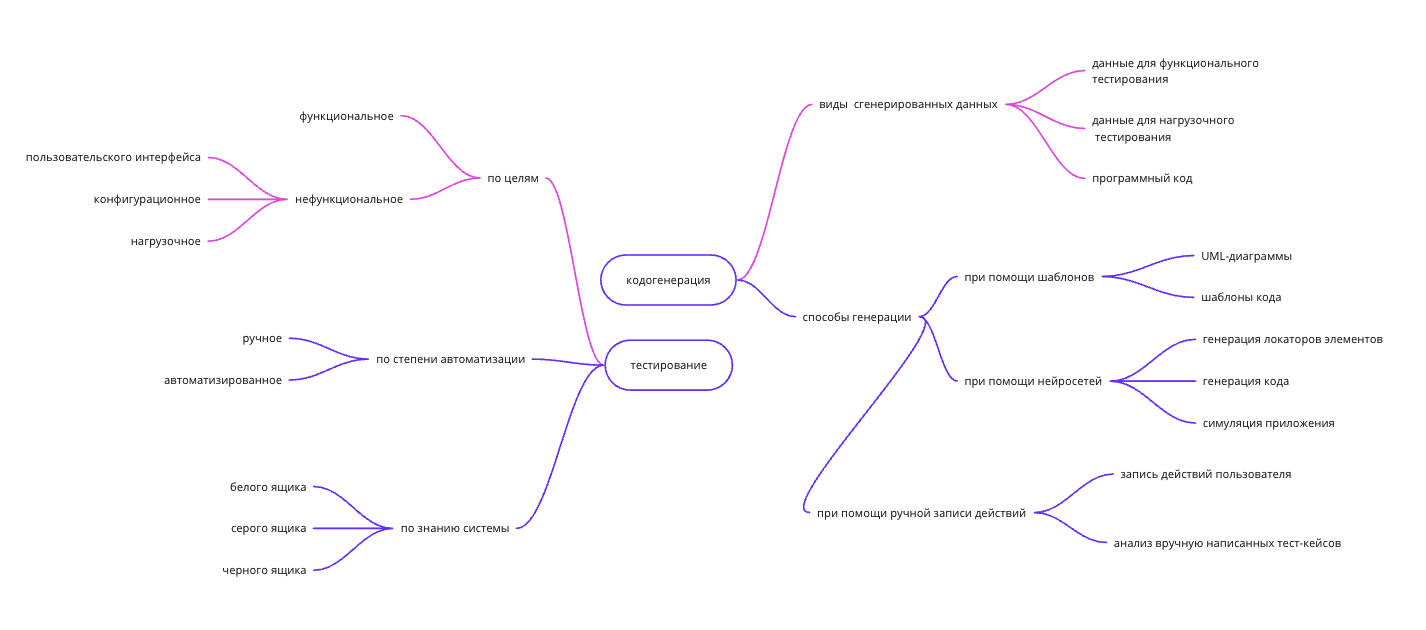 данные для функционального
тестирования
виды сгенерированных данных
функциональное
данные для нагрузочного
тестирования
пользовательского интерфейса
по целям
программный код
конфигурационное
нефункциональное
нагрузочное
UML-диаграммы
кодогенерация
при помощи шаблонов
шаблоны кода
способы генерации
ручное
генерация локаторов элементов
по степени автоматизации
тестирование
автоматизированное
при помощи нейросетей
генерация кода
симуляция приложения
запись действий пользователя
белого ящика
при помощи ручной записи действий
серого ящика
по знанию системы
анализ вручную написанных тест-кейсов
черного ящика